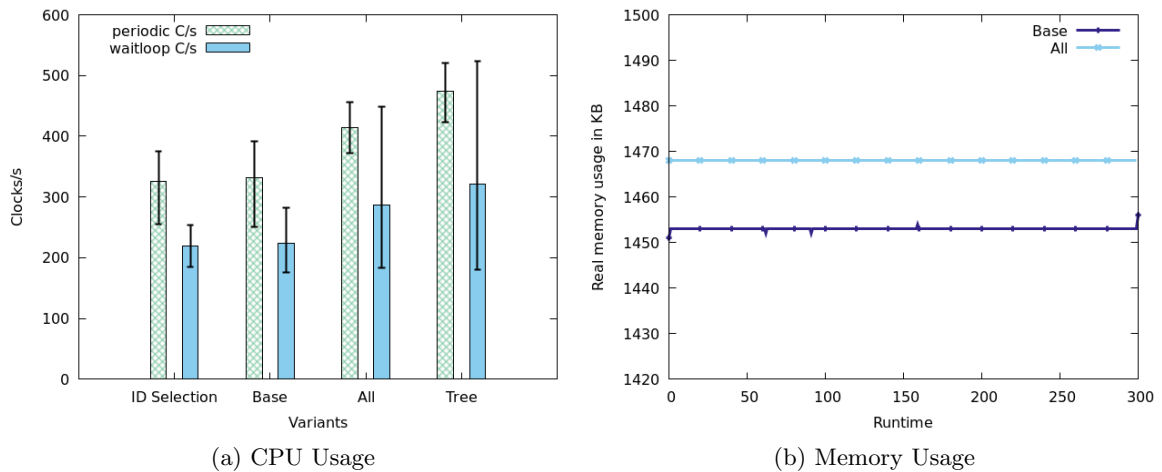 600
500
400
300
200
100
0
Clocks/s
periodic C/s
waitloop C/s
ID Selection Base All Tree
Variants
(a) CPU Usage
1500
1490
1480
1470
1460
1450
1440
1430
1420
Real memory usage in KB
Base
All
0 50 100 150 200 250 300
Runtime
(b) Memory Usage